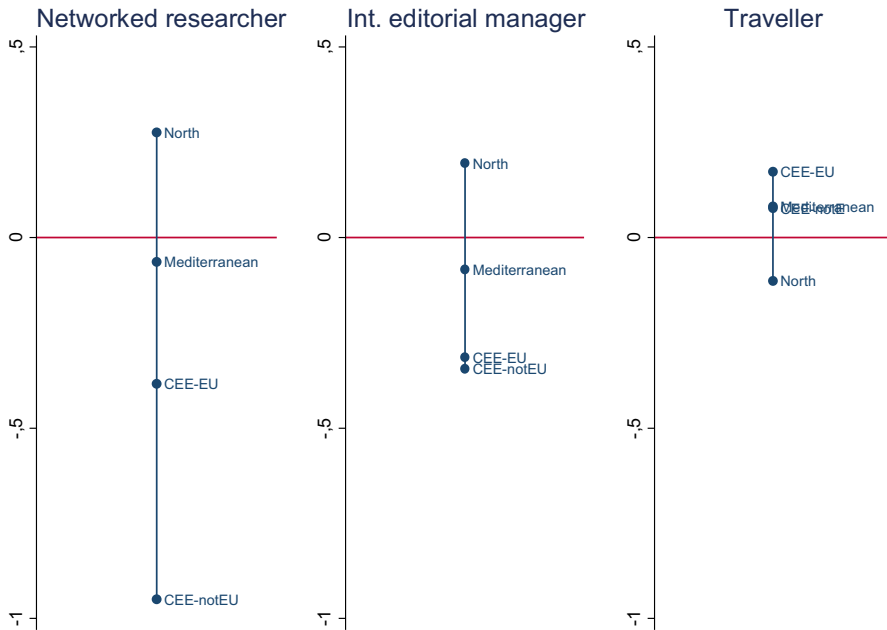 Networked researcher
,5
North
0
Mediterranean
CEE-EU
-,5
CEE-notEU
-1
Int. editorial manager
,5
North
0
Mediterranean
CEE-EU
CEE-notEU
-,5
-1
Traveller
,5
CEE-EU
Mediterranean
0
North
-,5
-1